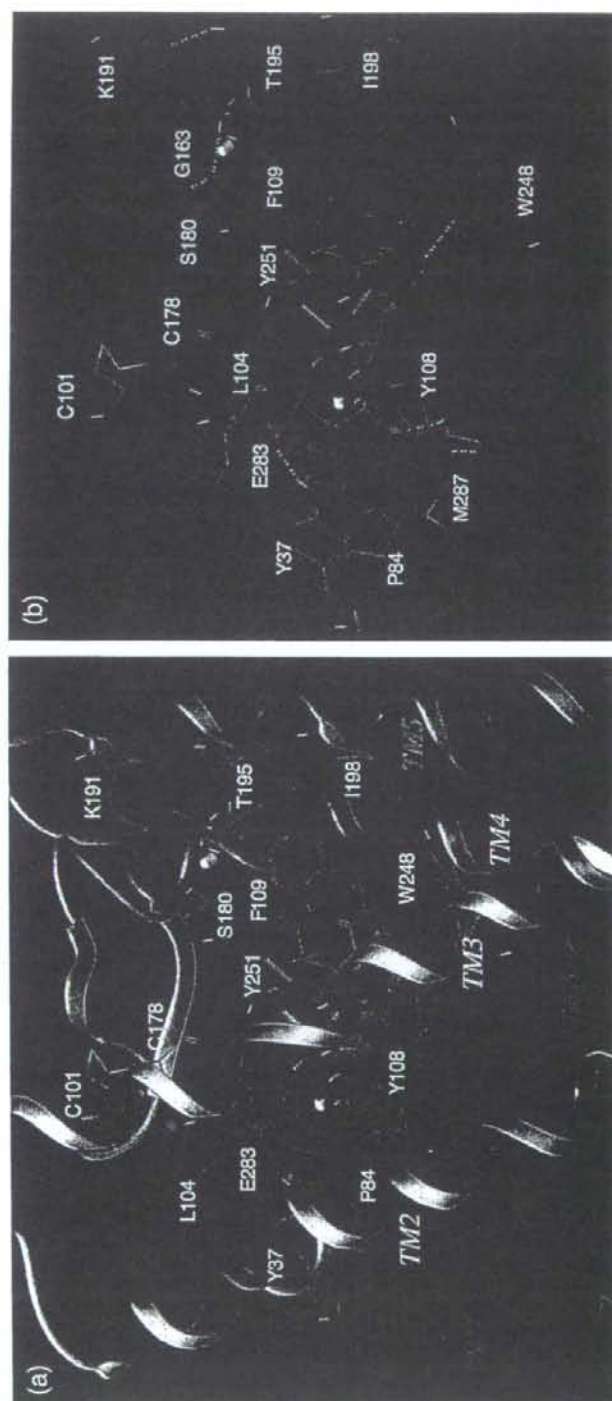 (a)
C101
K191
C178
L104
S180
E283
Y251
F109
T195
Y37
I198
P84
Y108
W248
TM5
TM2
TM3
TM4
(b)
C101
K191
C178
S180
G163
L104
E283
Y251
F109
T195
Y37
I198
P84
Y108
M287
W248